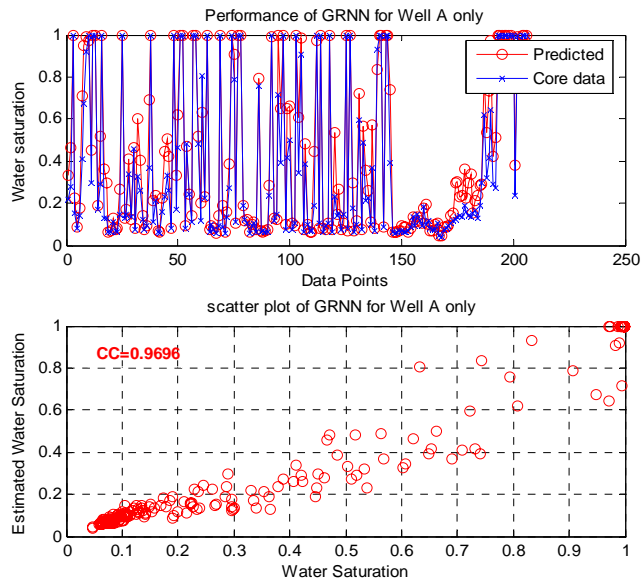 Performance of GRNN for Well A only
Water saturation
1
0.8
0.6
0.4
0.2
0
Predicted
Core data
0 50 100 150 200 250
Data Points
scatter plot of GRNN for Well A only
Estimated Water Saturation
1
0.8
0.6
0.4
0.2
0
CC=0.9696
0 0.1 0.2 0.3 0.4 0.5 0.6 0.7 0.8 0.9 1
Water Saturation